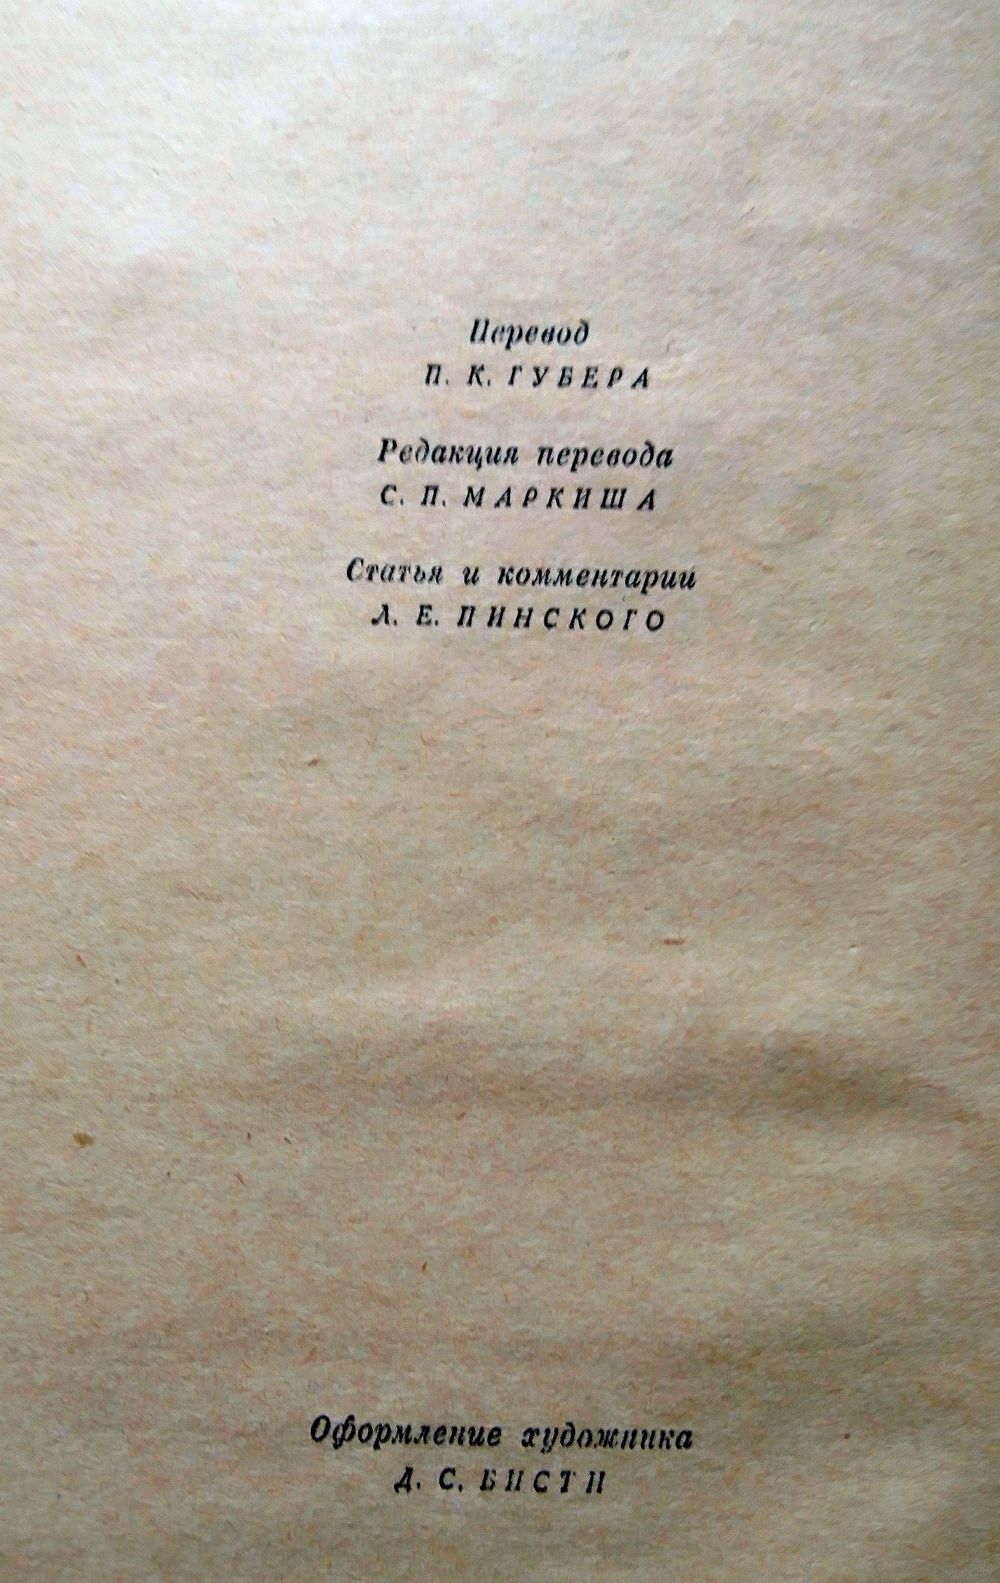 Перевод
П. К. ГУБЕРА
Редакция перевода
С. П. МАРКИША
Статья и комментарии
Л. Е. ПИНСКОГО
Оформление художника
Д. С. БИСТИ